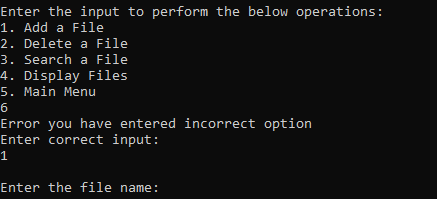 Enter the input to perform the below operations:
1. Add a File
2. Delete a File
3. Search a File
4. Display Files
5. Main Menu
6
Error you have entered incorrect option
Enter correct input:
1
Enter the file name: